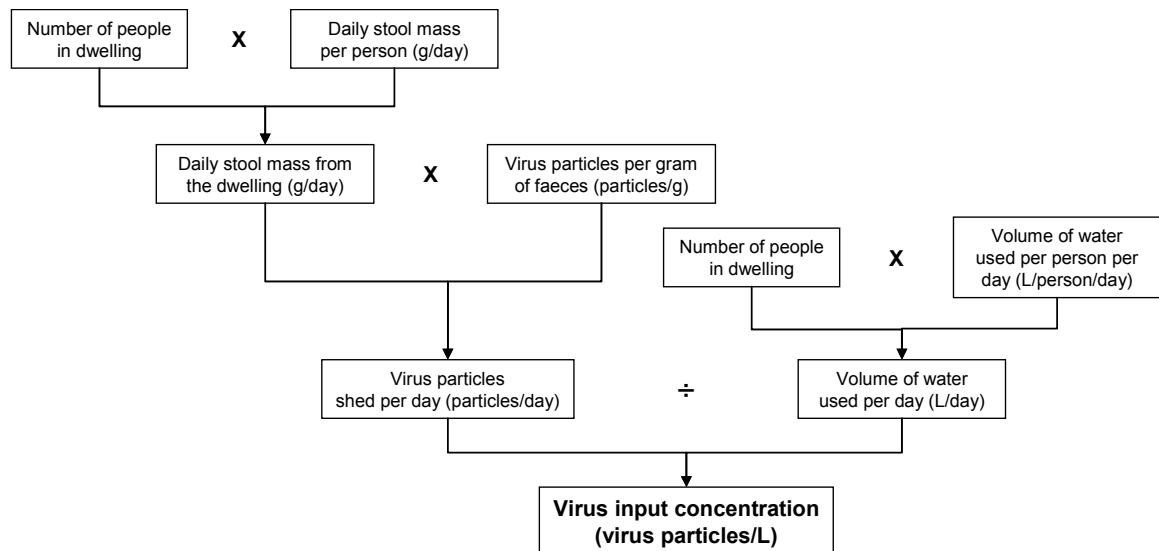 Number of people
in dwelling
X
Daily stool mass
per person (g/day)
Daily stool mass from
the dwelling (g/day)
X
Virus particles per gram
of faeces (particles/g)
Number of people
in dwelling
X
Volume of water
used per person per
day (L/person/day)
Virus particles
shed per day (particles/day)
÷
Volume of water
used per day (L/day)
Virus input concentration
(virus particles/L)